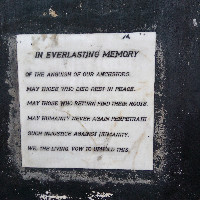 IN EVERLASTING MEMORY
OF THE ANGUISH OF OUR ANCESTORS.
MAY THOSE WHO DIED REST IN PEACE.
MAY THOSE WHO RETURN FIND THEIR ROOTS.
MAY HUMANITY NEVER AGAIN PERPETRATE
SUCH INJUSTICE AGAINST HUMANITY.
WE, THE LIVING, VOW TO UPHOLD THIS.